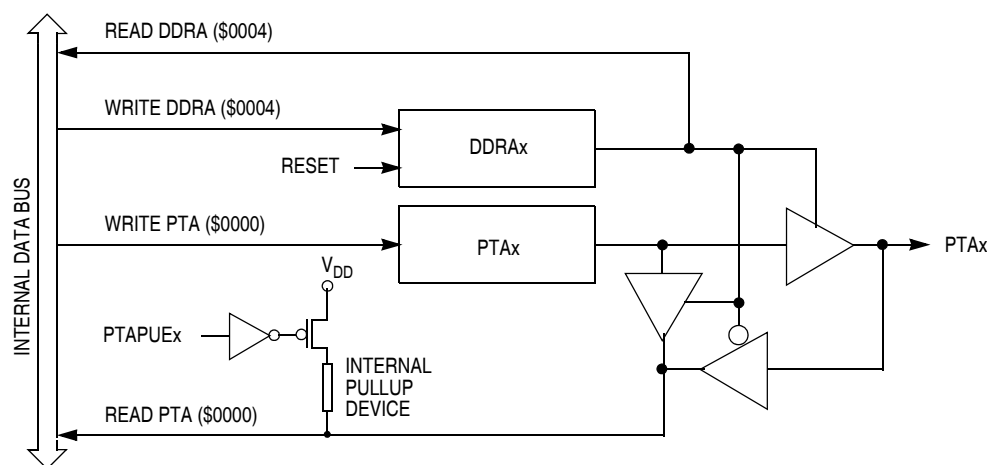 READ DDRA ($0004)
WRITE DDRA ($0004)
DDRAx
RESET
INTERNAL DATA BUS
WRITE PTA ($0000)
PTAx
PTAx
VDD
PTAPUEx
INTERNAL
PULLUP
DEVICE
READ PTA ($0000)